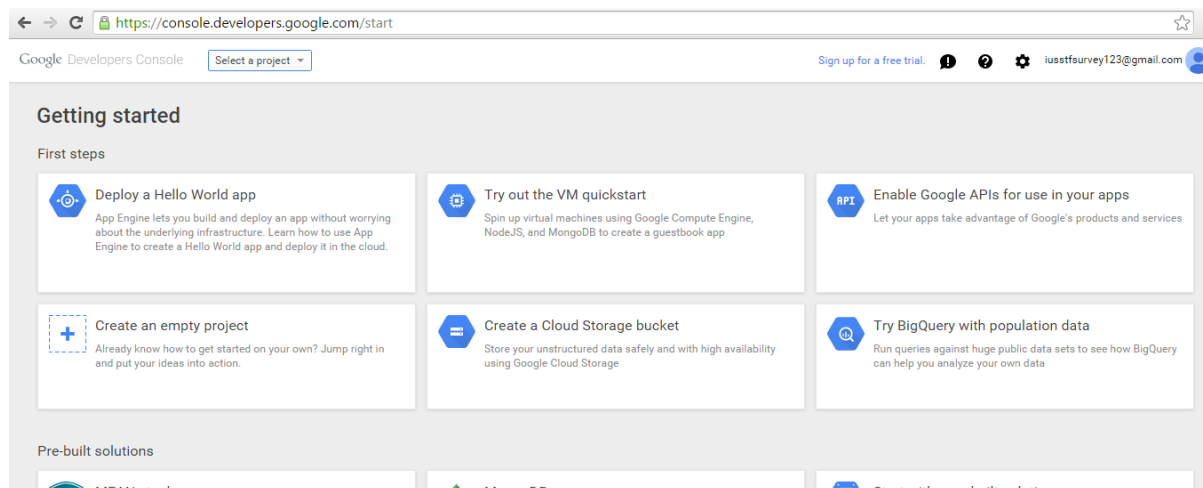 https://console.developers.google.com/start
Google Developers Console
Select a project
Sign up for a free trial.
iusstfsurvey123@gmail.com
Getting started
First steps
Deploy a Hello World app
App Engine lets you build and deploy an app without worrying
about the underlying infrastructure. Learn how to use App
Engine to create a Hello World app and deploy it in the cloud.
Try out the VM quickstart
Spin up virtual machines using Google Compute Engine,
NodeJS, and MongoDB to create a guestbook app
API
Enable Google APIs for use in your apps
Let your apps take advantage of Google's products and services
Create an empty project
Already know how to get started on your own? Jump right in
and put your ideas into action.
Create a Cloud Storage bucket
Store your unstructured data safely and with high availability
using Google Cloud Storage
Try BigQuery with population data
Run queries against huge public data sets to see how BigQuery
can help you analyze your own data
Pre-built solutions